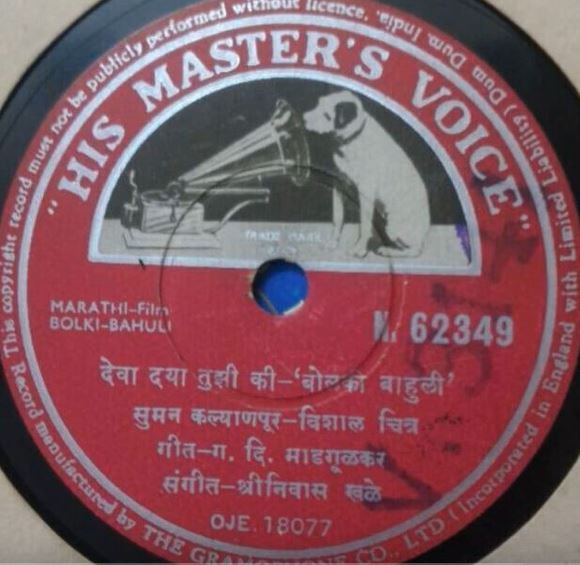 This copyright record must not be publicly performed without licence.
Record manufactured by THE GRAMOPHONE CO., LTD (Incorporated in England with Limited Liability) Dum Dum, India.
"HIS MASTER'S VOICE"
TRADE MARK
MARATHI-Film
BOLKI-BAHULI
N. 62349
देवा दया तुझी की-'बोलकी बाहुली'
सुमन कल्याणपूर-विशाल चित्र
गीत-ग. दि. माडगूळकर
संगीत-श्रीनिवास खळे
OJE. 18077